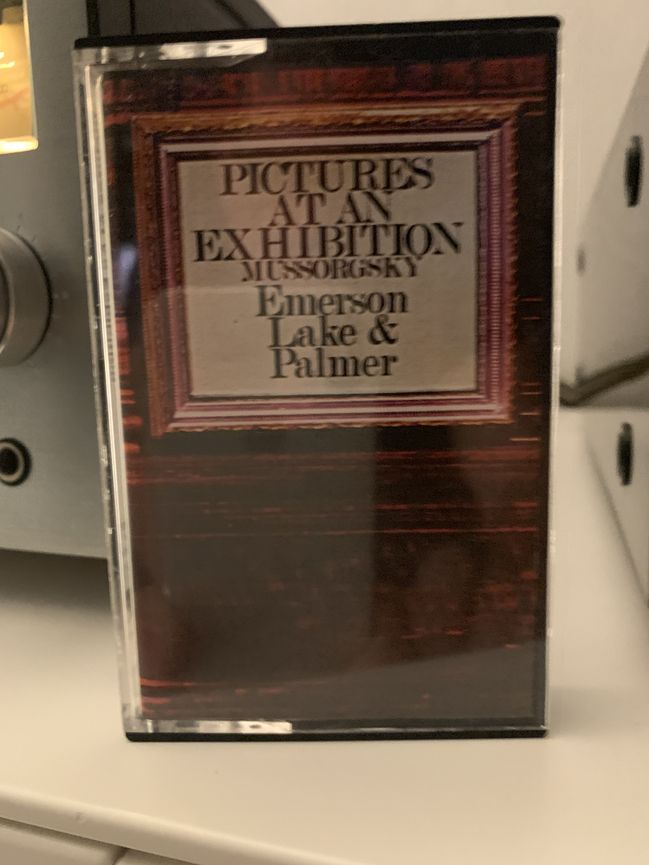 PICTURES
AT AN
EXHIBITION
MUSSORGSKY
Emerson
Lake &
Palmer